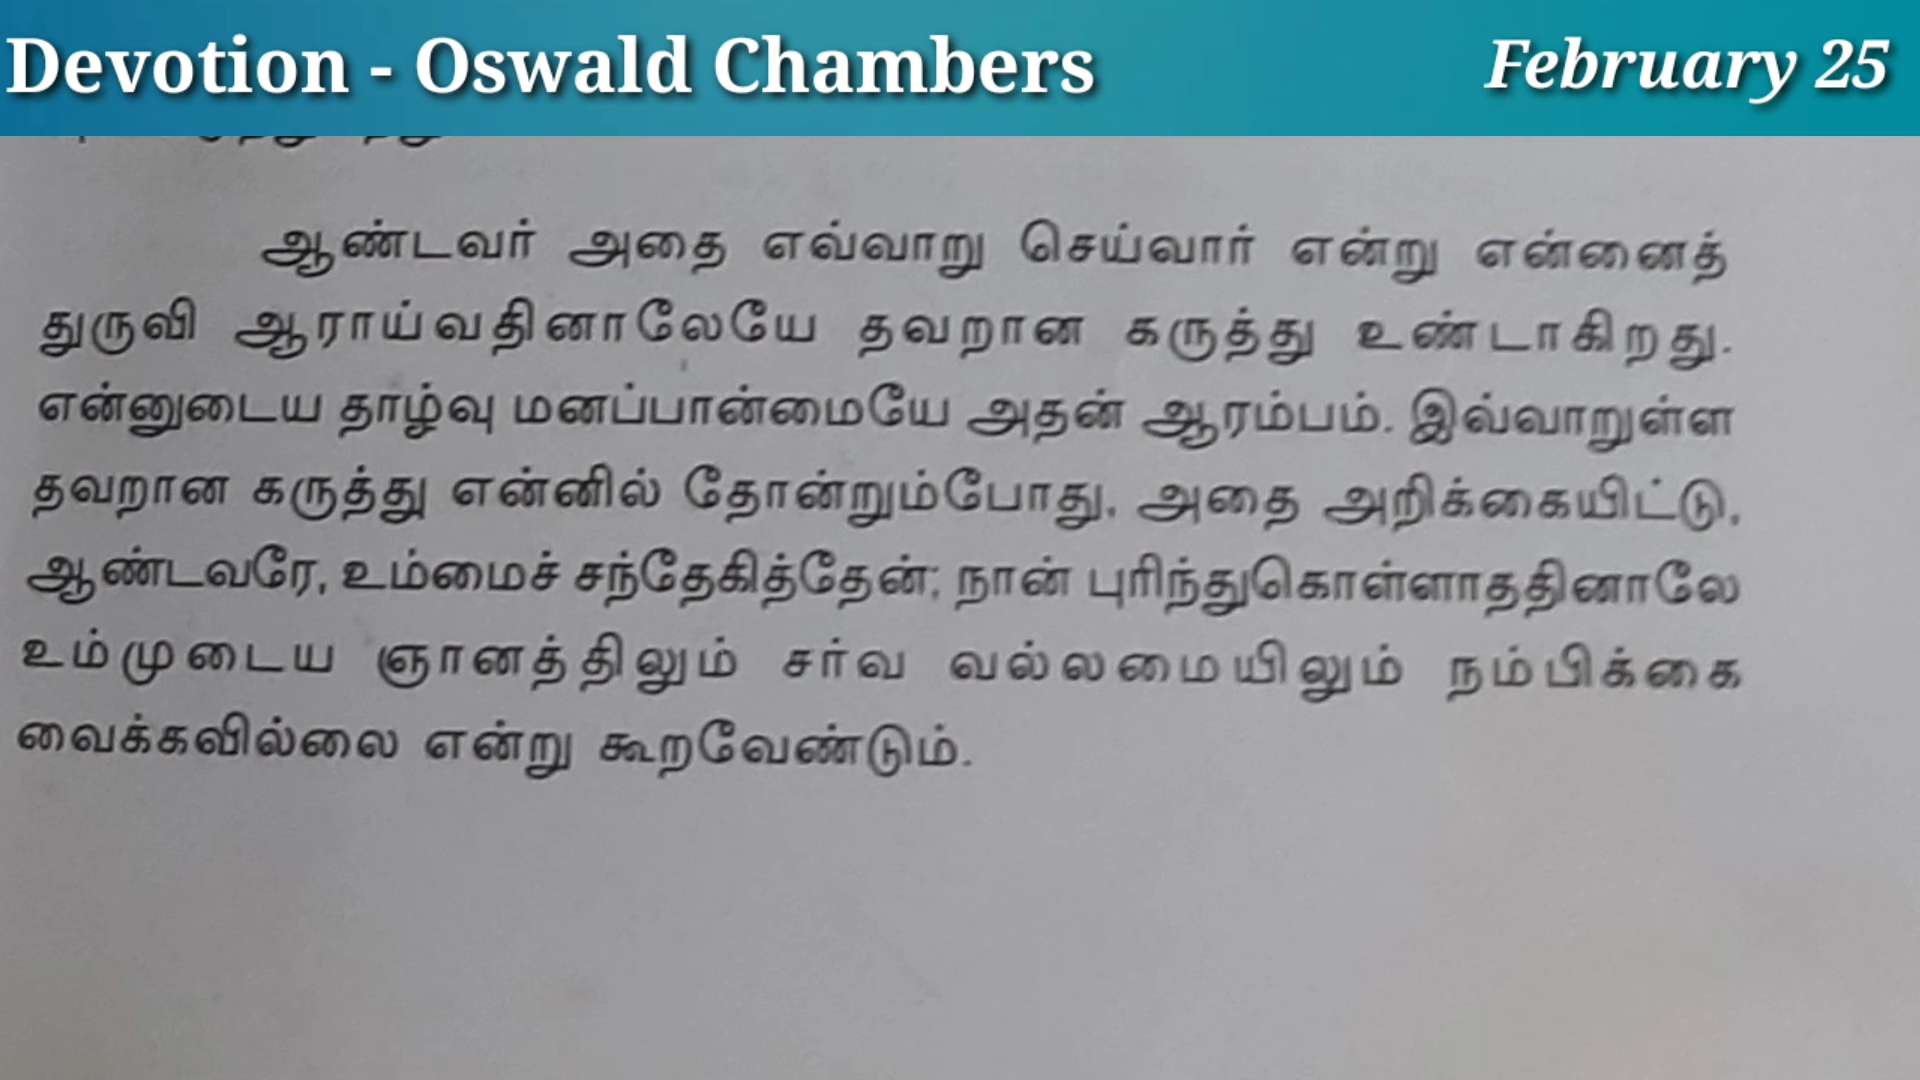 Devotion - Oswald Chambers
February 25
ஆண்டவர் அதை எவ்வாறு செய்வார் என்று என்னைத்
துருவி ஆராய்வதினாலேயே தவறான கருத்து உண்டாகிறது.
என்னுடைய தாழ்வு மனப்பான்மையே அதன் ஆரம்பம். இவ்வாறுள்ள
தவறான கருத்து என்னில் தோன்றும்போது, அதை அறிக்கையிட்டு,
ஆண்டவரே, உம்மைச் சந்தேகித்தேன்; நான் புரிந்துகொள்ளாததினாலே
உம்முடைய ஞானத்திலும் சர்வ வல்லமையிலும் நம்பிக்கை
வைக்கவில்லை என்று கூறவேண்டும்.